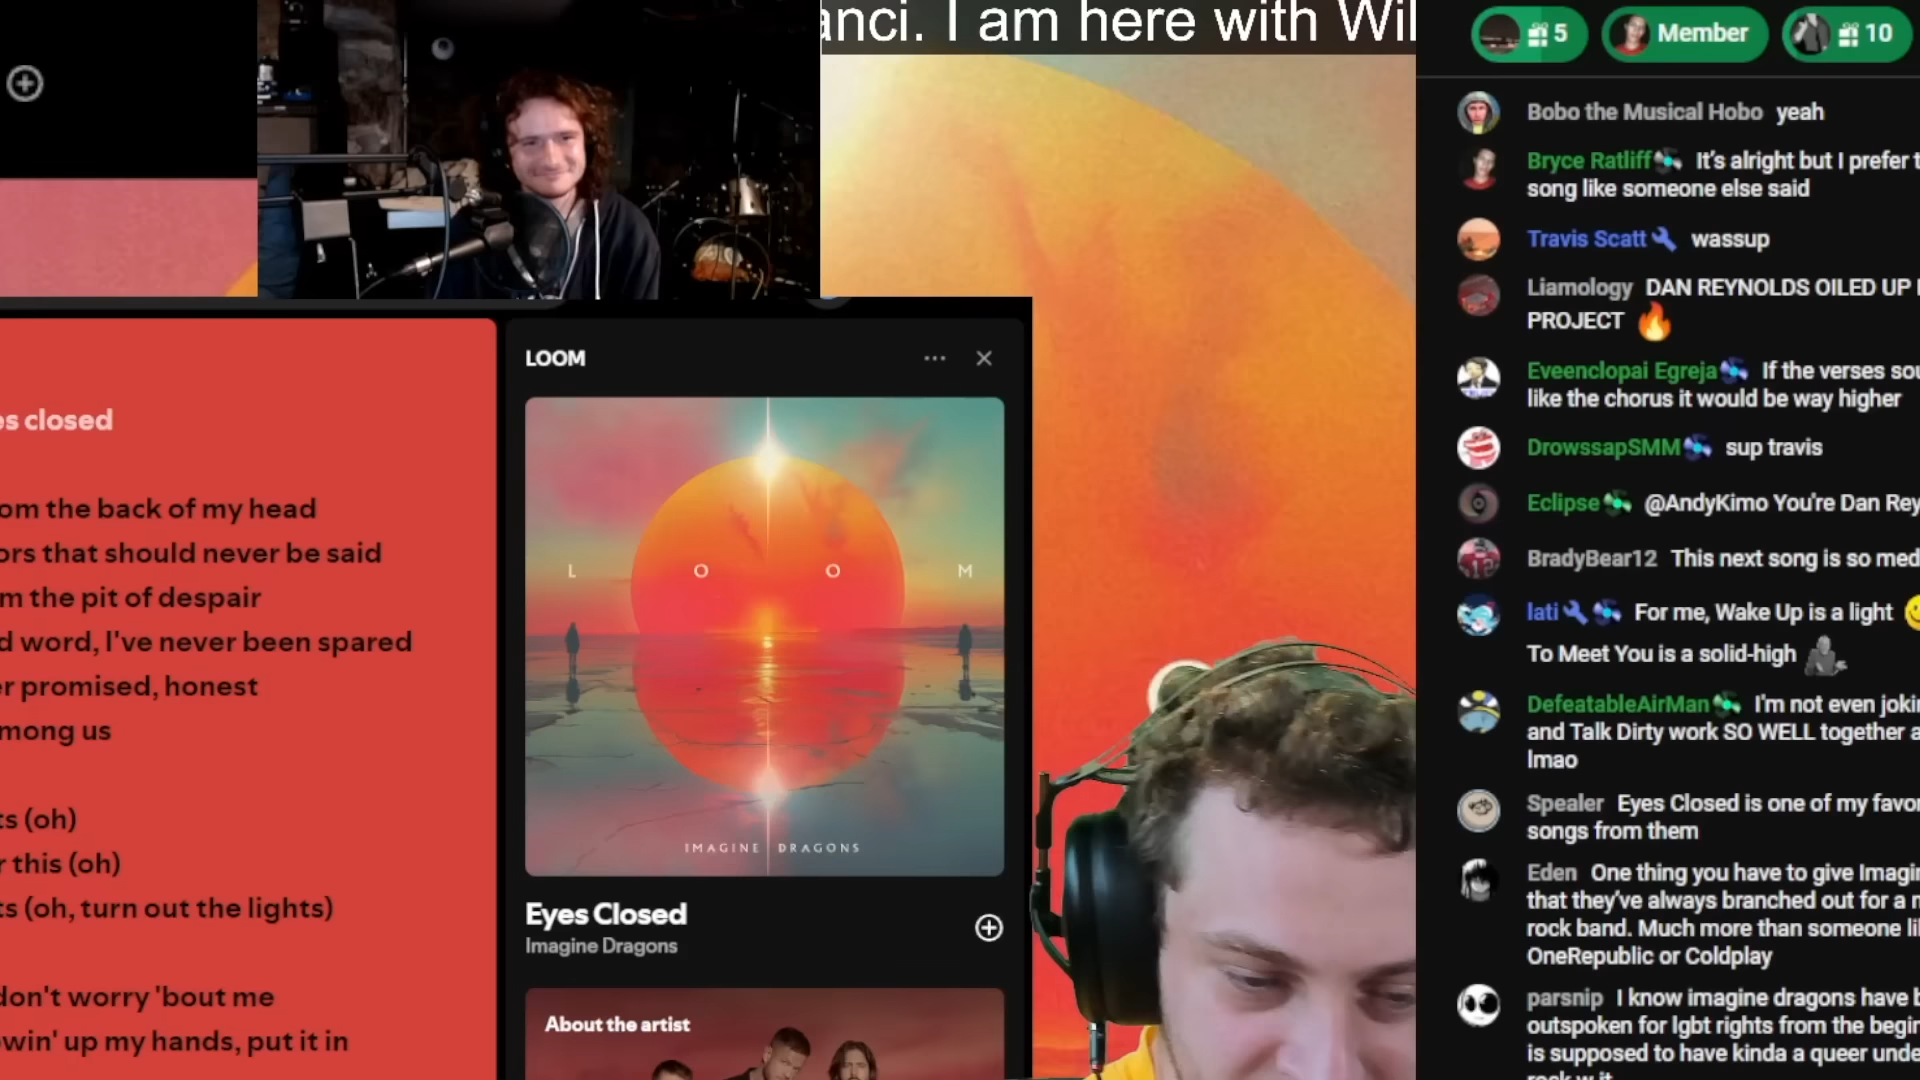 anci. I am here with Wil
5
Member
10
Bobo the Musical Hobo yeah
Bryce Ratliff It's alright but I prefer t
song like someone else said
Travis Scatt wassup
Liamology DAN REYNOLDS OILED UP
PROJECT
Eveenclopai Egreja If the verses sou
like the chorus it would be way higher
DrowssapSMM sup travis
Eclipse @AndyKimo You're Dan Rey
BradyBear12 This next song is so med
lati For me, Wake Up is a light
To Meet You is a solid-high
DefeatableAirMan I'm not even jokin
and Talk Dirty work SO WELL together a
lmao
Spealer Eyes Closed is one of my favor
songs from them
Eden One thing you have to give Imagin
that they've always branched out for a m
rock band. Much more than someone li
OneRepublic or Coldplay
parsnip I know imagine dragons have b
outspoken for lgbt rights from the begin
is supposed to have kinda a queer unde
rock w it
es closed
om the back of my head
ors that should never be said
m the pit of despair
d word, I've never been spared
er promised, honest
mong us
ts (oh)
r this (oh)
ts (oh, turn out the lights)
don't worry 'bout me
owin' up my hands, put it in
LOOM
L O O M
IMAGINE DRAGONS
Eyes Closed
Imagine Dragons
About the artist